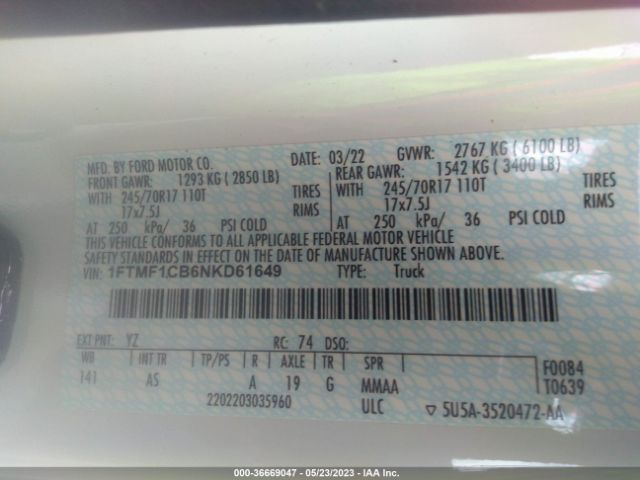 MFD. BY FORD MOTOR CO. DATE: 03/22 GVWR: 2767 KG ( 6100 LB)
FRONT GAWR: 1293 KG ( 2850 LB) REAR GAWR: 1542 KG ( 3400 LB)
WITH 245/70R17 110T TIRES WITH 245/70R17 110T TIRES
17x7.5J RIMS 17x7.5J RIMS
AT 250 kPa/ 36 PSI COLD AT 250 kPa/ 36 PSI COLD
THIS VEHICLE CONFORMS TO ALL APPLICABLE FEDERAL MOTOR VEHICLE
SAFETY STANDARDS IN EFFECT ON THE DATE OF MANUFACTURE SHOWN ABOVE.
VIN: 1FTMF1CB6NKD61649 TYPE: Truck
EXT PNT: YZ RC: 74 DSO:
WB INT TR TP/PS R AXLE TR SPR F0084
141 AS A 19 G MMAA T0639
2202203035960 ULC ▽ 5U5A-3520472-AA
000-36669047 - 05/23/2023 - IAA Inc.